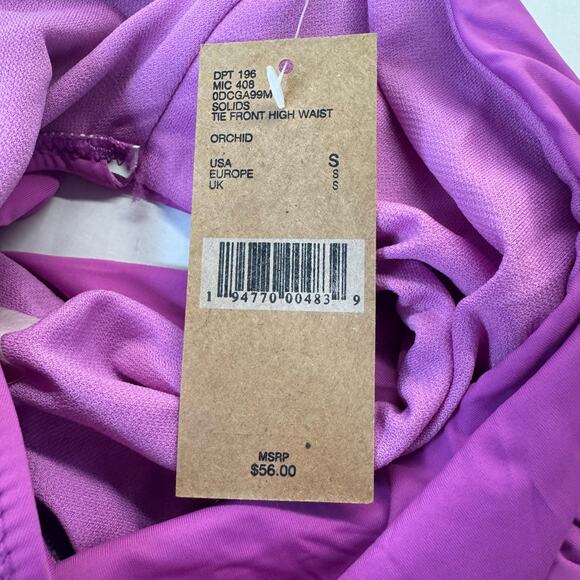 DPT 196
MIC 408
0DCGA99M
SOLIDS
TIE FRONT HIGH WAIST
ORCHID
USA S
EUROPE S
UK S
1 94770 00483 9
MSRP
$56.00